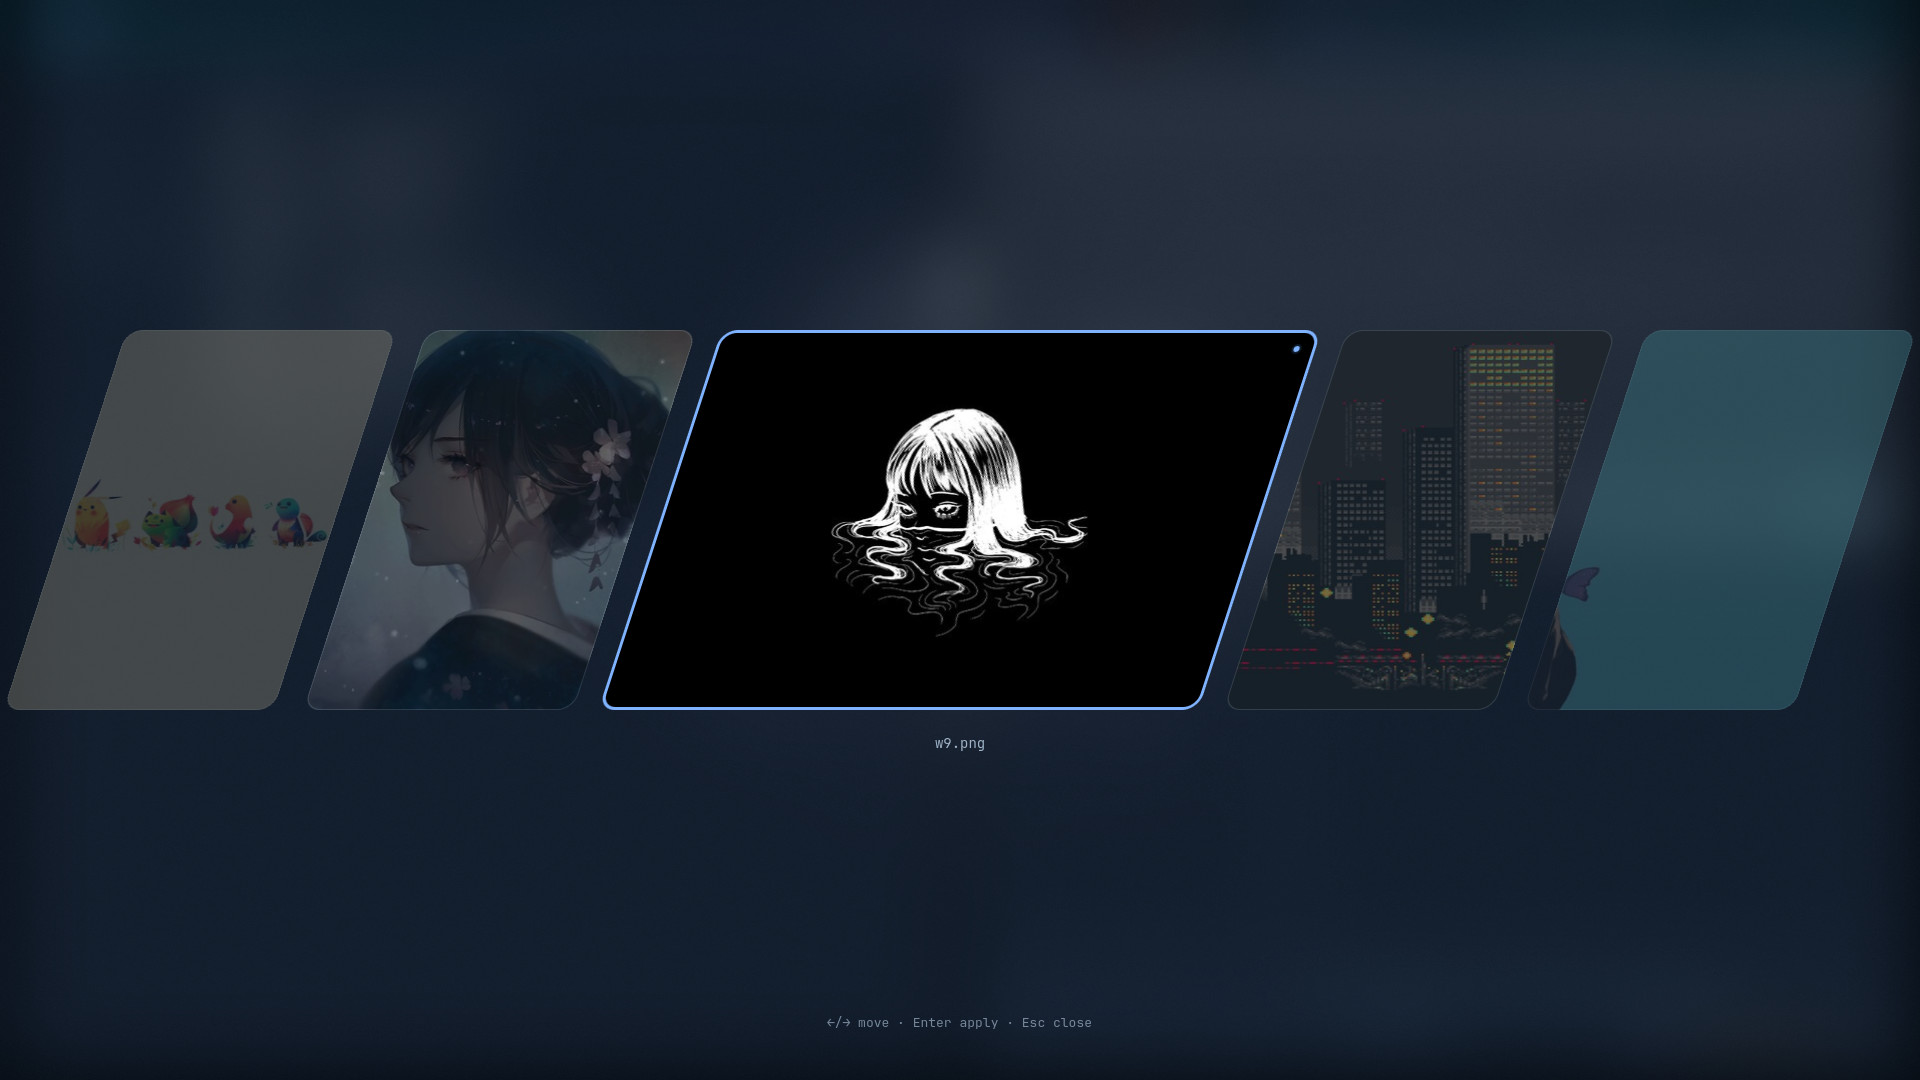 w9.png
←/→ move · Enter apply · Esc close